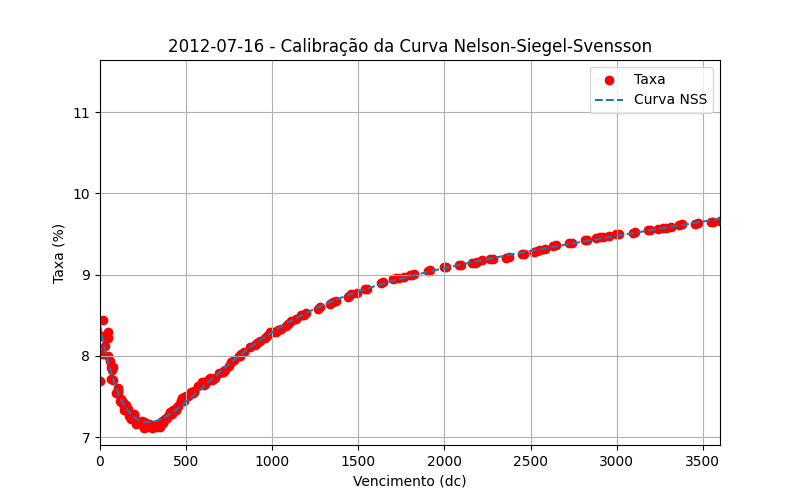 2012-07-16 - Calibração da Curva Nelson-Siegel-Svensson
Taxa
Curva NSS
Taxa (%)
11
10
9
8
7
0 500 1000 1500 2000 2500 3000 3500
Vencimento (dc)